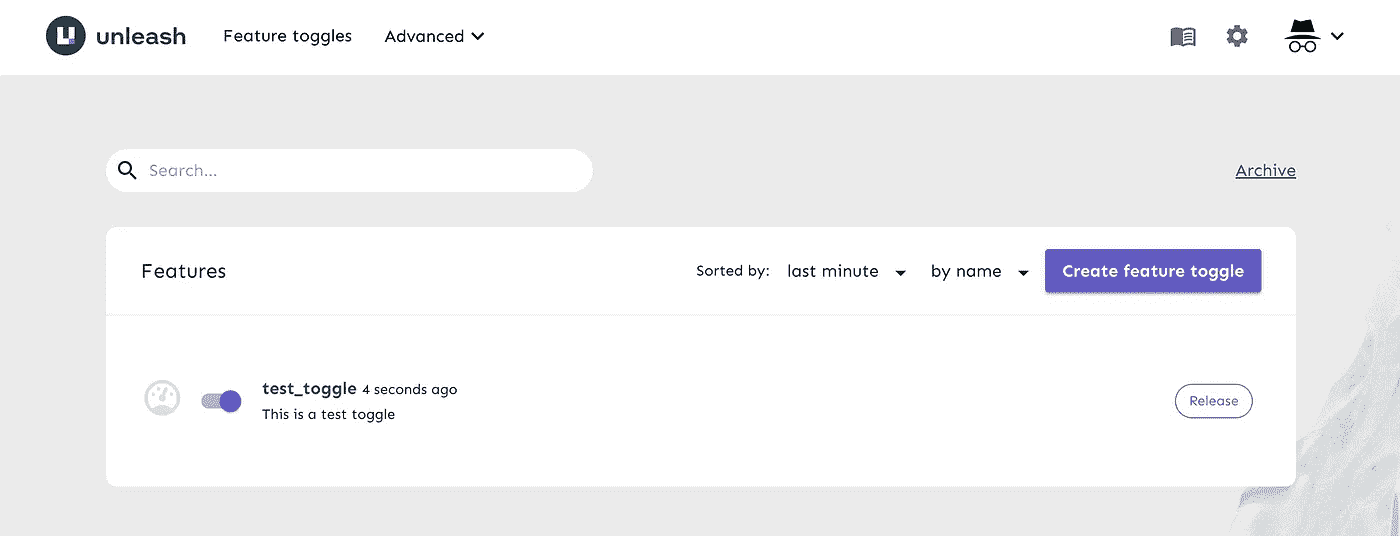 unleash Feature toggles Advanced
Search... Archive
Features Sorted by: last minute by name Create feature toggle
test_toggle 4 seconds ago
This is a test toggle
Release